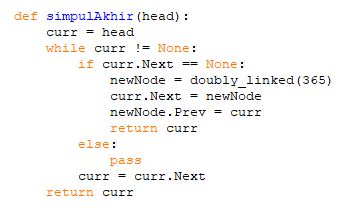 def simpulAkhir(head):
    curr = head
    while curr != None:
        if curr.Next == None:
            newNode = doubly_linked(365)
            curr.Next = newNode
            newNode.Prev = curr
            return curr
        else:
            pass
        curr = curr.Next
    return curr